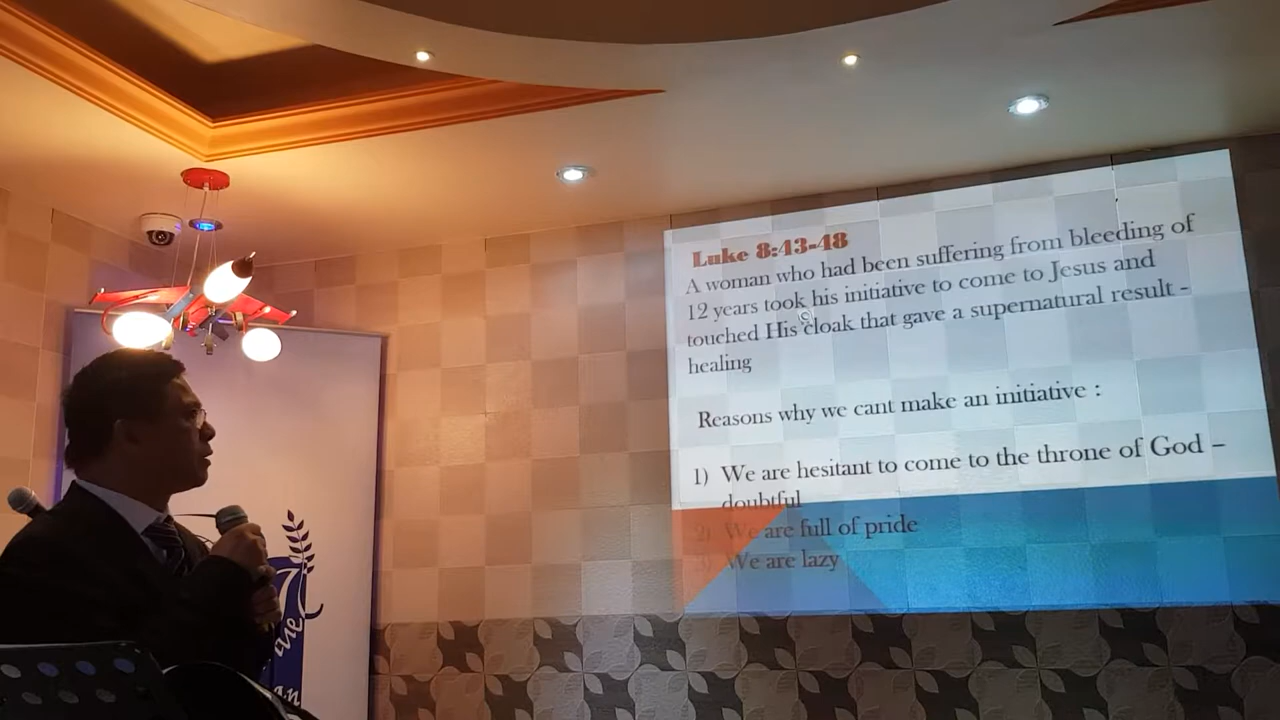 Luke 8:43-48
A woman who had been suffering from bleeding of
12 years took his initiative to come to Jesus and
touched His cloak that gave a supernatural result -
healing
Reasons why we cant make an initiative :
1) We are hesitant to come to the throne of God –
doubtful
2) We are full of pride
3) We are lazy